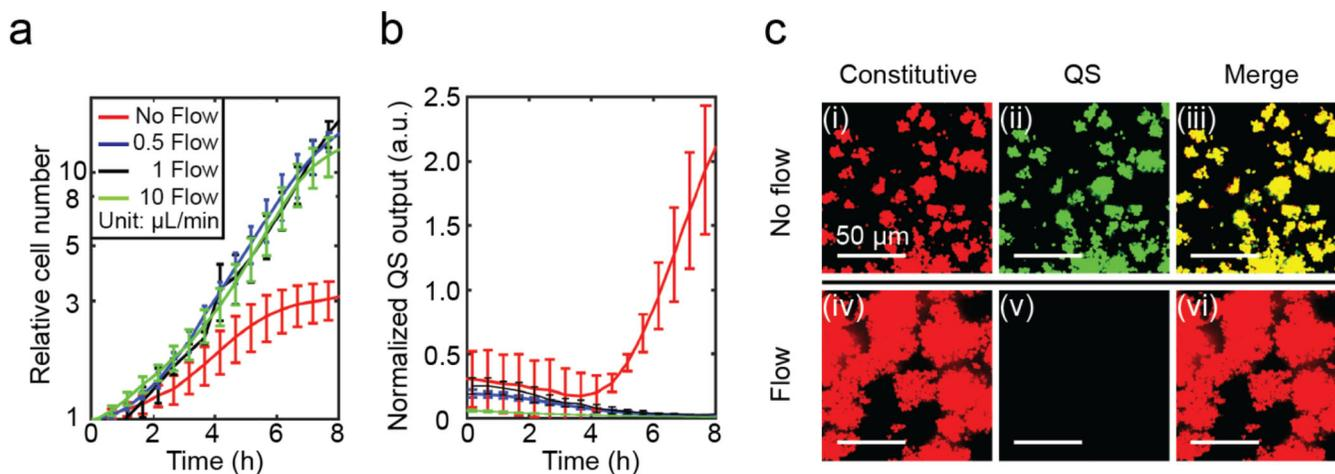 a
Relative cell number
10
8
5
3
1
No Flow
0.5 Flow
1 Flow
10 Flow
Unit: µL/min
0 2 4 6 8
Time (h)
b
Normalized QS output (a.u.)
2.5
2.0
1.5
1.0
0.5
0
0 2 4 6 8
Time (h)
c
Constitutive QS Merge
No flow
(i) (ii) (iii)
50 µm
Flow
(iv) (v) (vi)